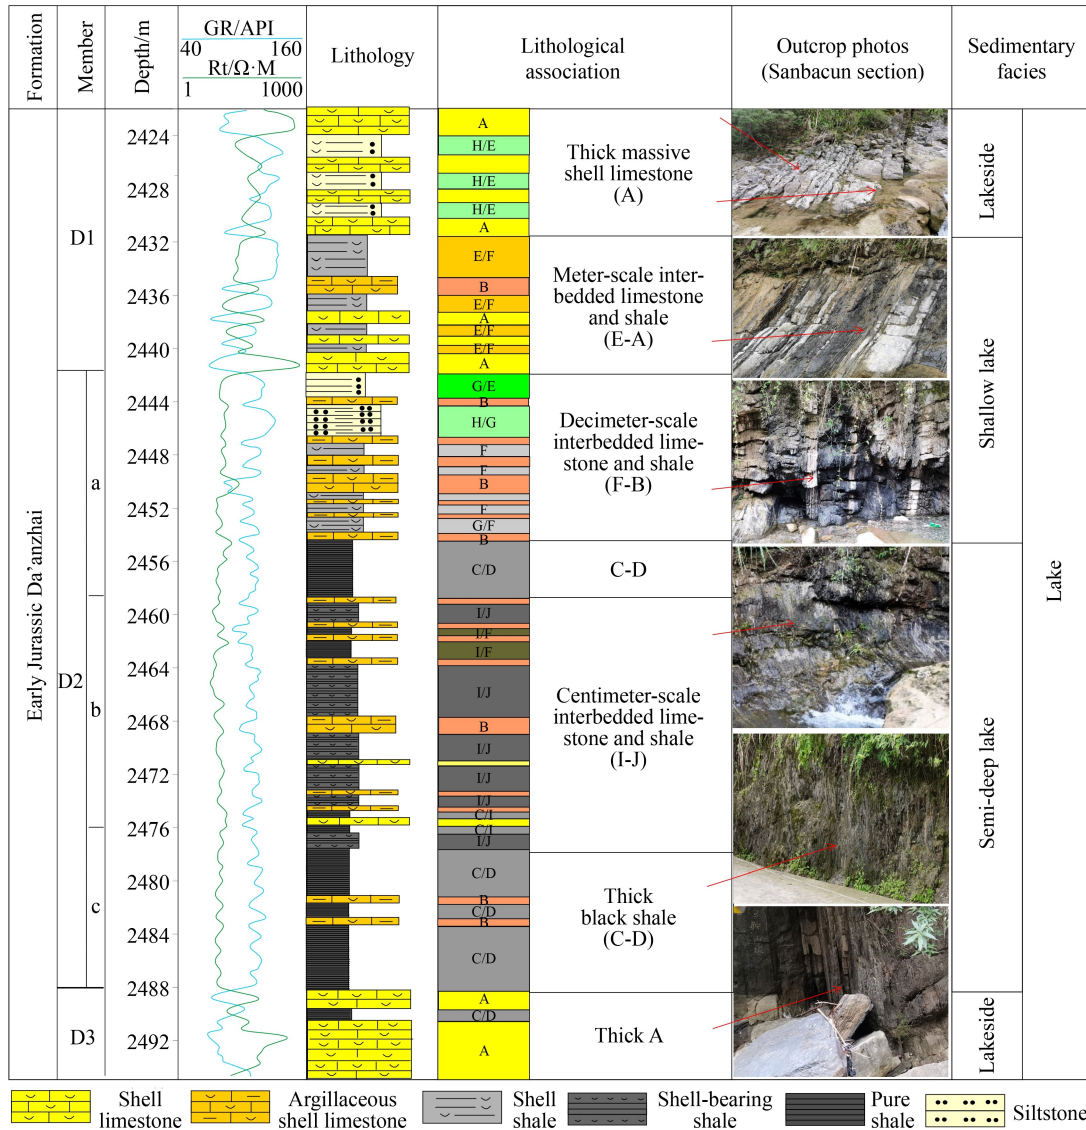 Formation
Member
Depth/m
GR/API
40 160
Rt/Ω·M
1 1000
Lithology
Lithological
association
Outcrop photos
(Sanbacun section)
Sedimentary
facies
Early Jurassic Da’anzhai
D1
D2
a
b
c
D3
2424
2428
2432
2436
2440
2444
2448
2452
2456
2460
2464
2468
2472
2476
2480
2484
2488
2492
A
H/E
H/E
H/E
A
E/F
B
E/F
A
E/F
E/F
A
G/E
B
H/G
F
F
B
F
G/F
B
C/D
I/J
I/F
I/F
I/J
B
I/J
I/J
I/J
C/I
C/I
I/J
C/D
B
C/D
B
C/D
A
C/D
A
Thick massive
shell limestone
(A)
Meter-scale inter-
bedded limestone
and shale
(E-A)
Decimeter-scale
interbedded lime-
stone and shale
(F-B)
C-D
Centimeter-scale
interbedded lime-
stone and shale
(I-J)
Thick
black shale
(C-D)
Thick A
Lakeside
Shallow lake
Semi-deep lake
Lakeside
Lake
Shell
limestone
Argillaceous
shell limestone
Shell
shale
Shell-bearing
shale
Pure
shale
Siltstone